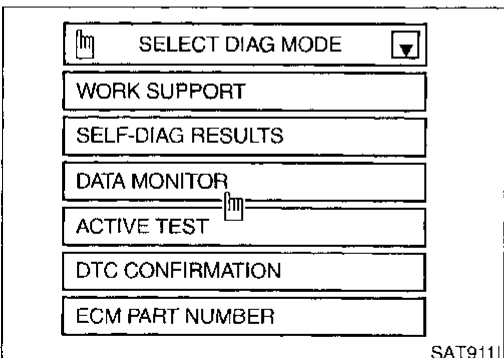 SELECT DIAG MODE
WORK SUPPORT
SELF-DIAG RESULTS
DATA MONITOR
ACTIVE TEST
DTC CONFIRMATION
ECM PART NUMBER
SAT911I